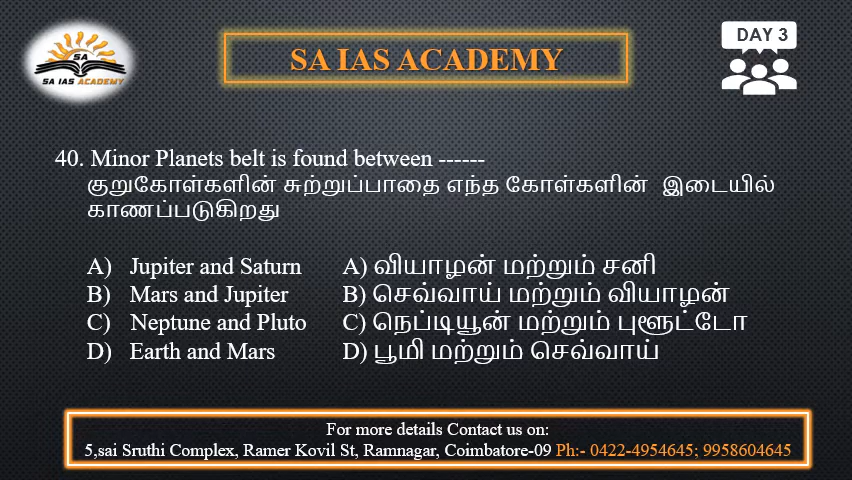 SA
SA IAS ACADEMY
SA IAS ACADEMY
DAY 3
40. Minor Planets belt is found between ------
குறுகோள்களின் சுற்றுப்பாதை எந்த கோள்களின் இடையில்
காணப்படுகிறது
A) Jupiter and Saturn A) வியாழன் மற்றும் சனி
B) Mars and Jupiter B) செவ்வாய் மற்றும் வியாழன்
C) Neptune and Pluto C) நெப்டியூன் மற்றும் புளூட்டோ
D) Earth and Mars D) பூமி மற்றும் செவ்வாய்
For more details Contact us on:
5,sai Sruthi Complex, Ramer Kovil St, Ramnagar, Coimbatore-09 Ph:- 0422-4954645; 9958604645